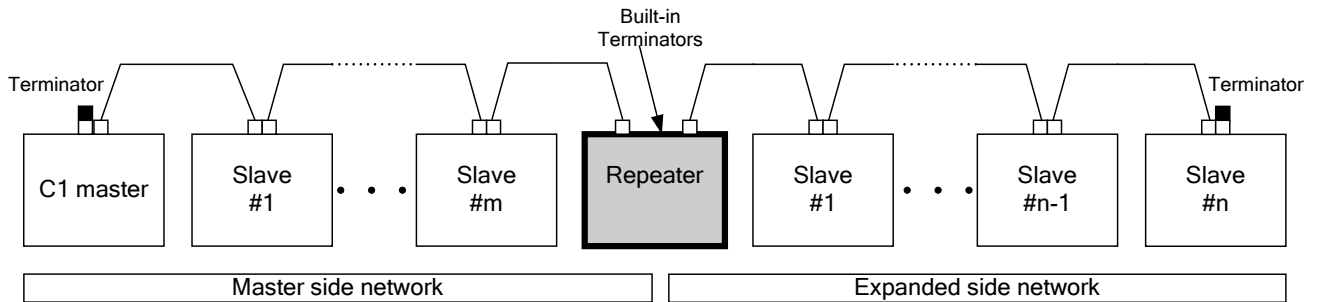 Built-in
Terminators
Terminator
Terminator
C1 master
Slave
#1
Slave
#m
Repeater
Slave
#1
Slave
#n-1
Slave
#n
Master side network
Expanded side network